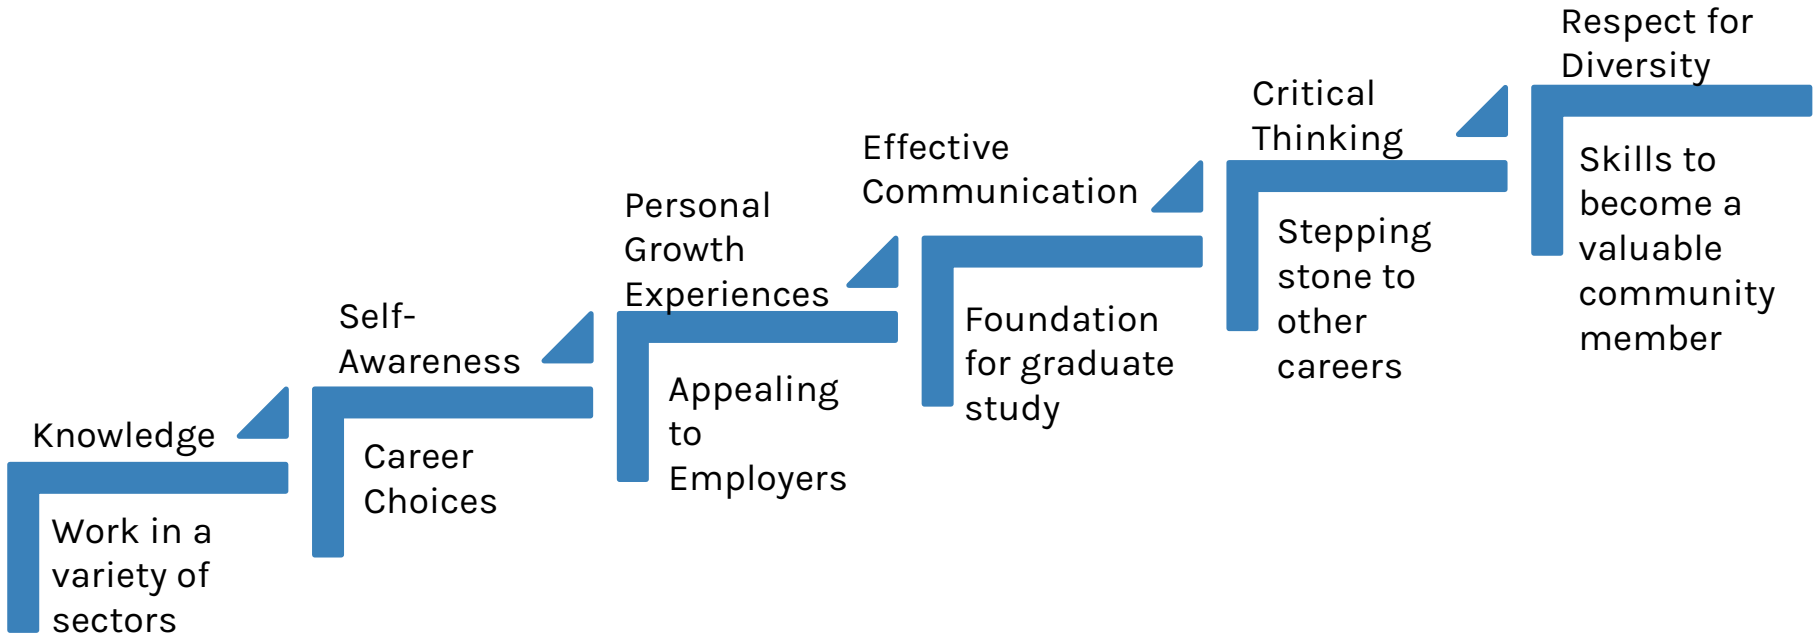 Knowledge
Work in a
variety of
sectors
Self-
Awareness
Career
Choices
Personal
Growth
Experiences
Appealing
to
Employers
Effective
Communication
Foundation
for graduate
study
Critical
Thinking
Stepping
stone to
other
careers
Respect for
Diversity
Skills to
become a
valuable
community
member